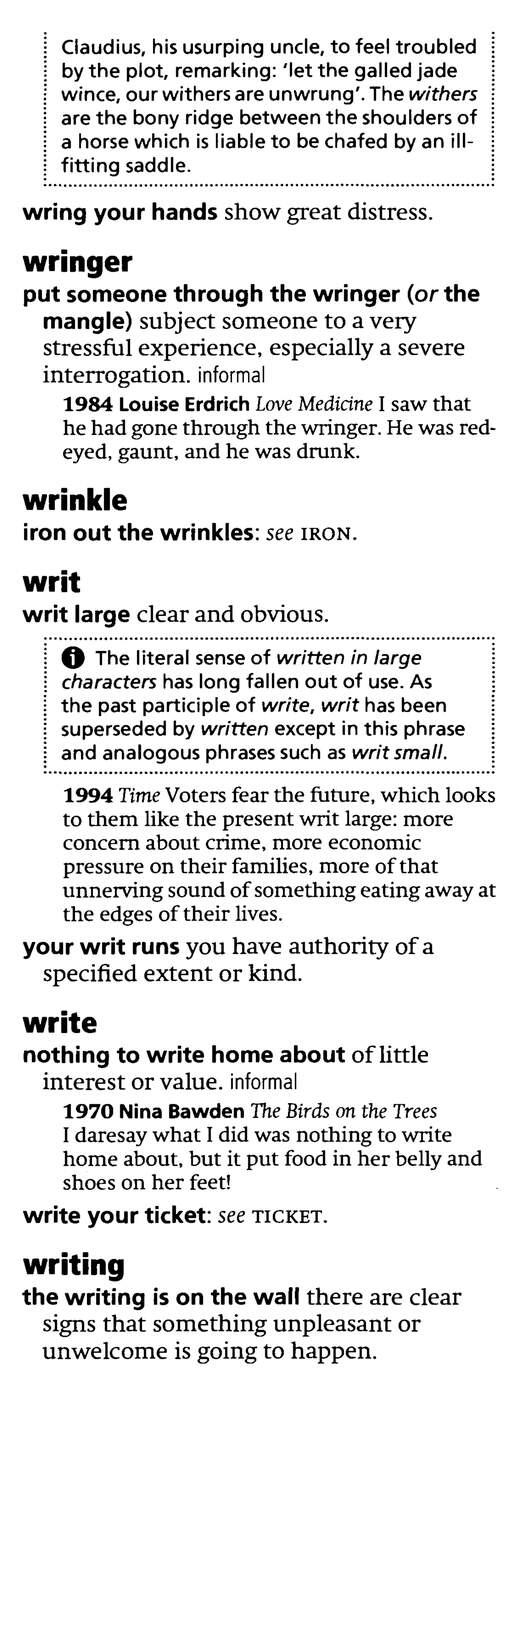 Claudius, his usurping uncle, to feel troubled
by the plot, remarking: 'let the galled jade
wince, our withers are unwrung'. The withers
are the bony ridge between the shoulders of
a horse which is liable to be chafed by an ill-
fitting saddle.
wring your hands show great distress.
wringer
put someone through the wringer (or the
mangle) subject someone to a very
stressful experience, especially a severe
interrogation. informal
1984 Louise Erdrich Love Medicine I saw that
he had gone through the wringer. He was red-
eyed, gaunt, and he was drunk.
wrinkle
iron out the wrinkles: see IRON.
writ
writ large clear and obvious.
The literal sense of written in large
characters has long fallen out of use. As
the past participle of write, writ has been
superseded by written except in this phrase
and analogous phrases such as writ small.
1994 Time Voters fear the future, which looks
to them like the present writ large: more
concern about crime, more economic
pressure on their families, more of that
unnerving sound of something eating away at
the edges of their lives.
your writ runs you have authority of a
specified extent or kind.
write
nothing to write home about of little
interest or value. informal
1970 Nina Bawden The Birds on the Trees
I daresay what I did was nothing to write
home about, but it put food in her belly and
shoes on her feet!
write your ticket: see TICKET.
writing
the writing is on the wall there are clear
signs that something unpleasant or
unwelcome is going to happen.